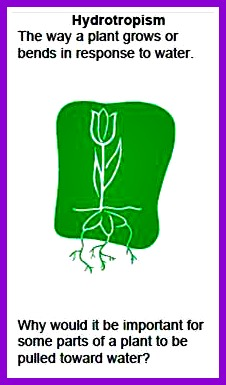 Hydrotropism
The way a plant grows or
bends in response to water.
Why would it be important for
some parts of a plant to be
pulled toward water?